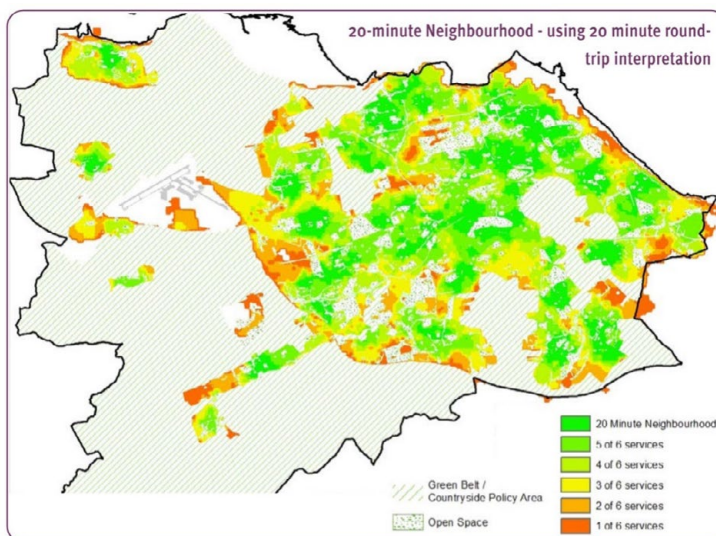 20-minute Neighbourhood - using 20 minute round-
trip interpretation
20 Minute Neighbourhood
5 of 6 services
4 of 6 services
3 of 6 services
2 of 6 services
1 of 6 services
Green Belt /
Countryside Policy Area
Open Space